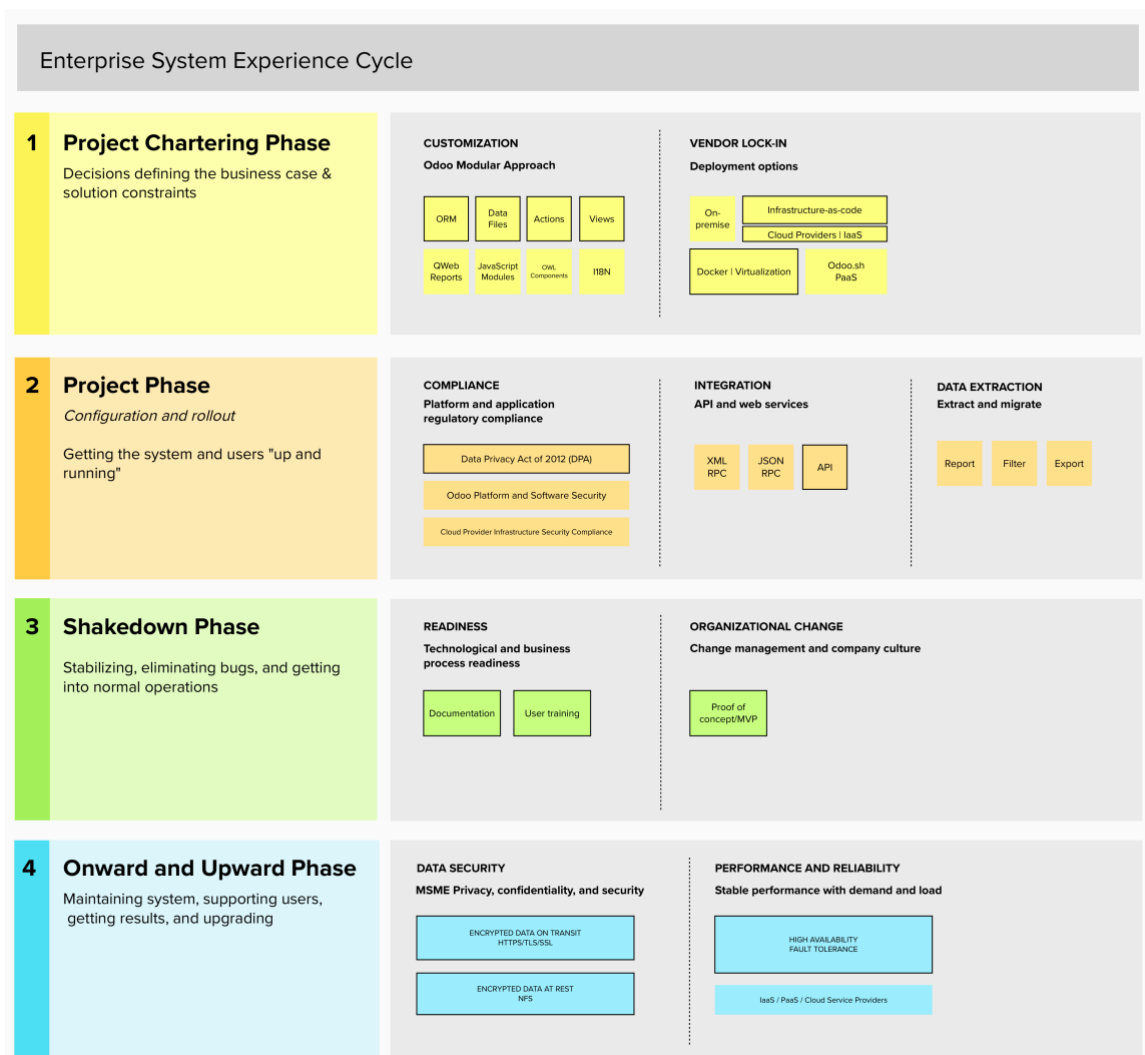 Enterprise System Experience Cycle
1
Project Chartering Phase
Decisions defining the business case &
solution constraints
CUSTOMIZATION
Odoo Modular Approach
ORM
Data
Files
Actions
Views
QWeb
Reports
JavaScript
Modules
OWL
Components
I18N
VENDOR LOCK-IN
Deployment options
On-
premise
Infrastructure-as-code
Cloud Providers | IaaS
Docker | Virtualization
Odoo.sh
PaaS
2
Project Phase
Configuration and rollout
Getting the system and users "up and
running"
COMPLIANCE
Platform and application
regulatory compliance
Data Privacy Act of 2012 (DPA)
Odoo Platform and Software Security
Cloud Provider Infrastructure Security Compliance
INTEGRATION
API and web services
XML
RPC
JSON
RPC
API
DATA EXTRACTION
Extract and migrate
Report
Filter
Export
3
Shakedown Phase
Stabilizing, eliminating bugs, and getting
into normal operations
READINESS
Technological and business
process readiness
Documentation
User training
ORGANIZATIONAL CHANGE
Change management and company culture
Proof of
concept/MVP
4
Onward and Upward Phase
Maintaining system, supporting users,
getting results, and upgrading
DATA SECURITY
MSME Privacy, confidentiality, and security
ENCRYPTED DATA ON TRANSIT
HTTPS/TLS/SSL
ENCRYPTED DATA AT REST
NFS
PERFORMANCE AND RELIABILITY
Stable performance with demand and load
HIGH AVAILABILITY
FAULT TOLERANCE
IaaS / PaaS / Cloud Service Providers